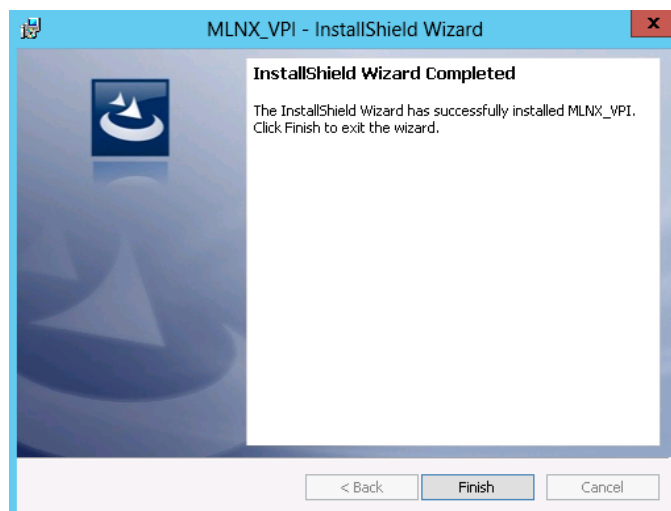 MLNX_VPI - InstallShield Wizard
x
InstallShield Wizard Completed
The InstallShield Wizard has successfully installed MLNX_VPI.
Click Finish to exit the wizard.
< Back
Finish
Cancel